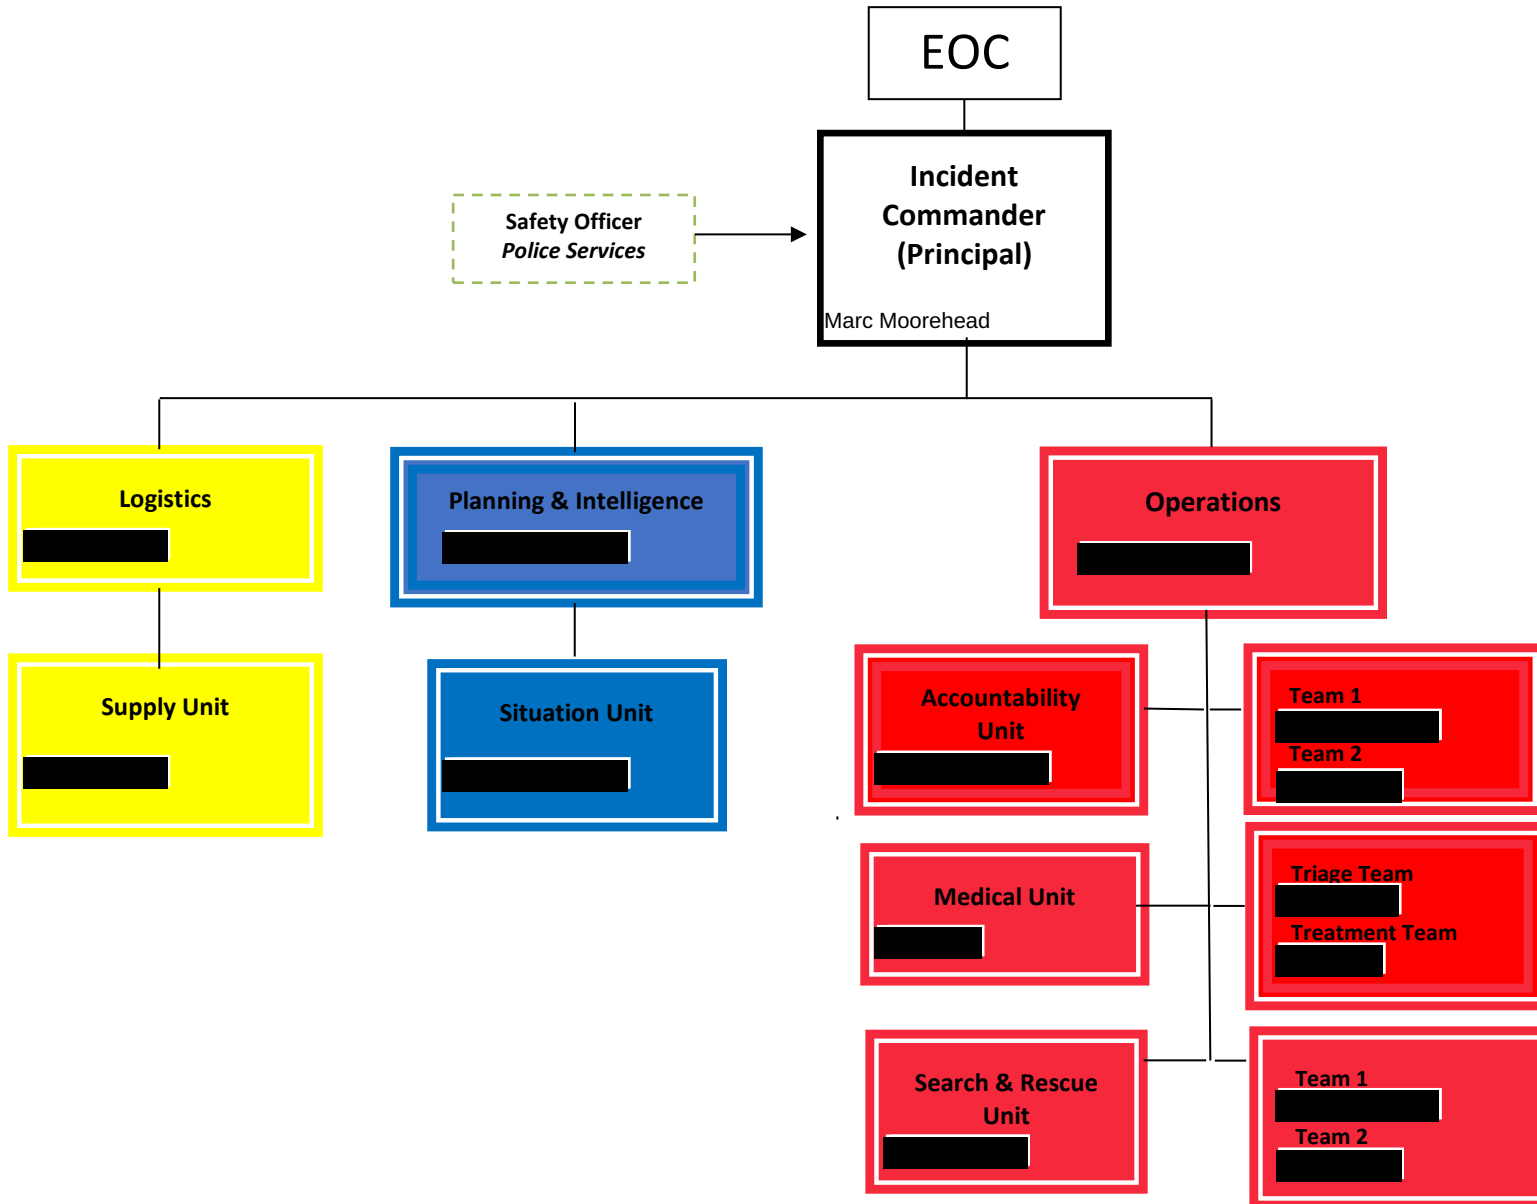 EOC
Incident
Commander
(Principal)
Marc Moorehead
Safety Officer
Police Services
Logistics
Planning & Intelligence
Operations
Supply Unit
Situation Unit
Accountability
Unit
Team 1
Team 2
Medical Unit
Triage Team
Treatment Team
Search & Rescue
Unit
Team 1
Team 2